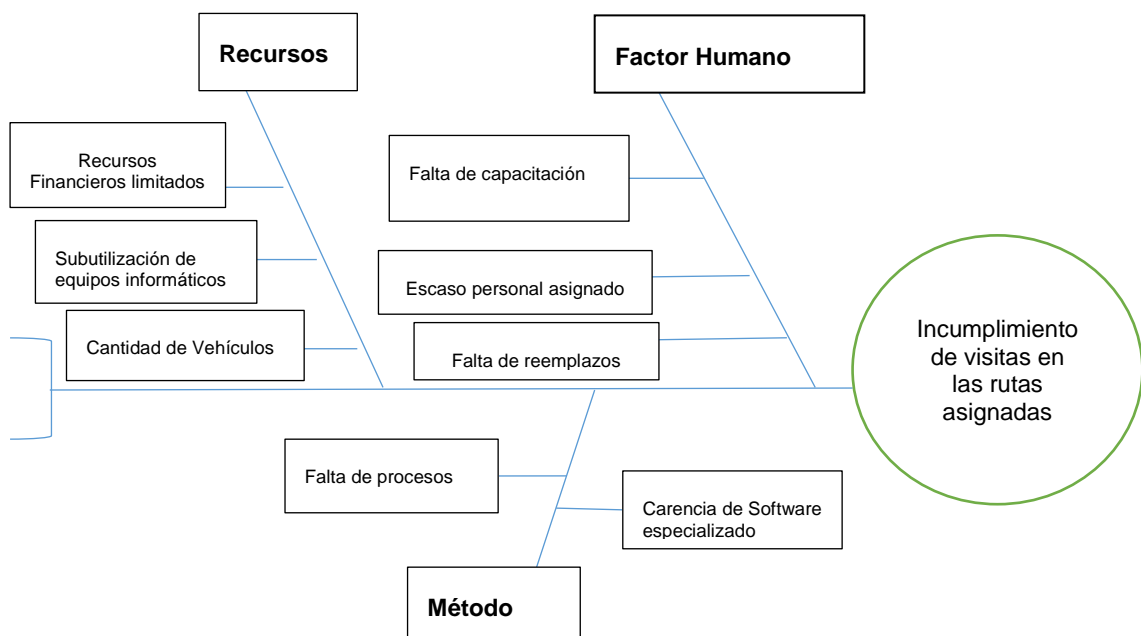 Recursos
Factor Humano
Recursos
Financieros limitados
Falta de capacitación
Subutilización de
equipos informáticos
Escaso personal asignado
Cantidad de Vehículos
Falta de reemplazos
Incumplimiento
de visitas en
las rutas
asignadas
Falta de procesos
Carencia de Software
especializado
Método